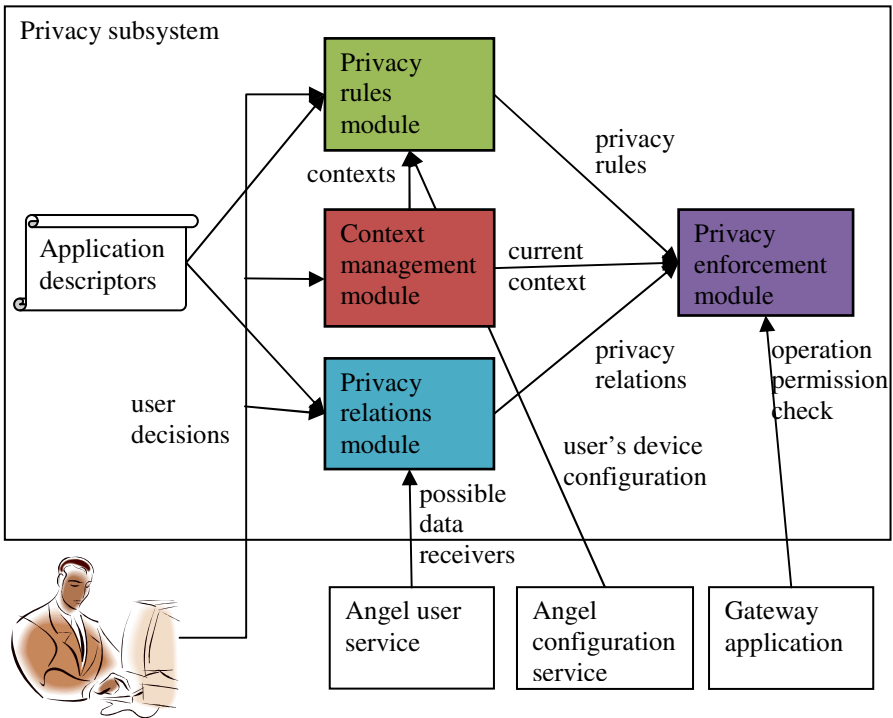 Privacy subsystem
Privacy
rules
module
privacy
rules
contexts
Application
descriptors
Context
management
module
current
context
Privacy
enforcement
module
Privacy
relations
module
privacy
relations
operation
permission
check
user
decisions
user’s device
configuration
possible
data
receivers
Angel user
service
Angel
configuration
service
Gateway
application